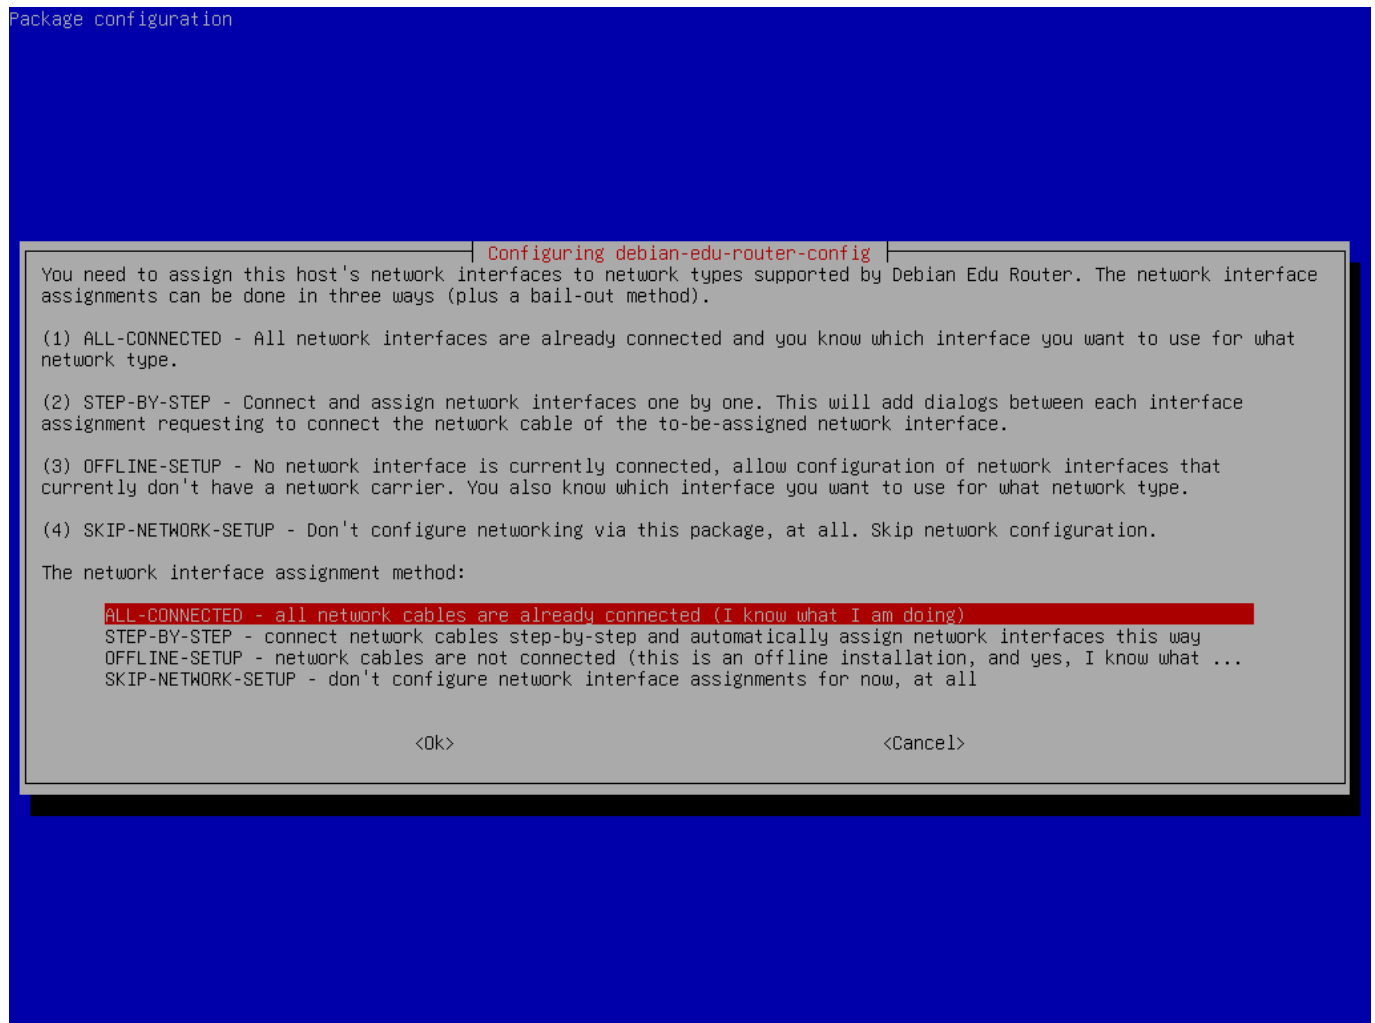 Package configuration
Configuring debian-edu-router-config
You need to assign this host's network interfaces to network types supported by Debian Edu Router. The network interface
assignments can be done in three ways (plus a bail-out method).
(1) ALL-CONNECTED - All network interfaces are already connected and you know which interface you want to use for what
network type.
(2) STEP-BY-STEP - Connect and assign network interfaces one by one. This will add dialogs between each interface
assignment requesting to connect the network cable of the to-be-assigned network interface.
(3) OFFLINE-SETUP - No network interface is currently connected, allow configuration of network interfaces that
currently don't have a network carrier. You also know which interface you want to use for what network type.
(4) SKIP-NETWORK-SETUP - Don't configure networking via this package, at all. Skip network configuration.
The network interface assignment method:
ALL-CONNECTED - all network cables are already connected (I know what I am doing)
STEP-BY-STEP - connect network cables step-by-step and automatically assign network interfaces this way
OFFLINE-SETUP - network cables are not connected (this is an offline installation, and yes, I know what ...
SKIP-NETWORK-SETUP - don't configure network interface assignments for now, at all
<Ok> <Cancel>